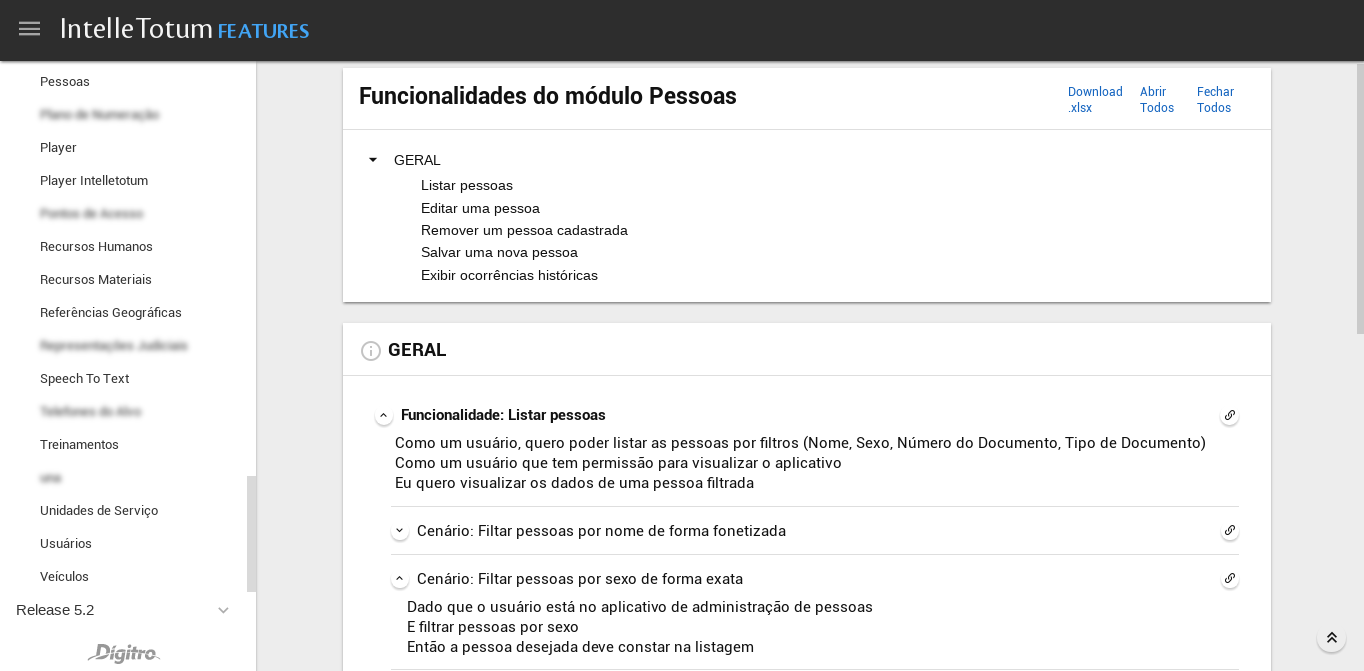 IntelleTotum FEATURES
Pessoas
Player
Player Intelletotum
Recursos Humanos
Recursos Materiais
Referências Geográficas
Speech To Text
Treinamentos
Unidades de Serviço
Usuários
Veículos
Release 5.2
Dígitro
Funcionalidades do módulo Pessoas
Download
.xlsx
Abrir
Todos
Fechar
Todos
GERAL
Listar pessoas
Editar uma pessoa
Remover um pessoa cadastrada
Salvar uma nova pessoa
Exibir ocorrências históricas
GERAL
Funcionalidade: Listar pessoas
Como um usuário, quero poder listar as pessoas por filtros (Nome, Sexo, Número do Documento, Tipo de Documento)
Como um usuário que tem permissão para visualizar o aplicativo
Eu quero visualizar os dados de uma pessoa filtrada
Cenário: Filtar pessoas por nome de forma fonetizada
Cenário: Filtar pessoas por sexo de forma exata
Dado que o usuário está no aplicativo de administração de pessoas
E filtrar pessoas por sexo
Então a pessoa desejada deve constar na listagem